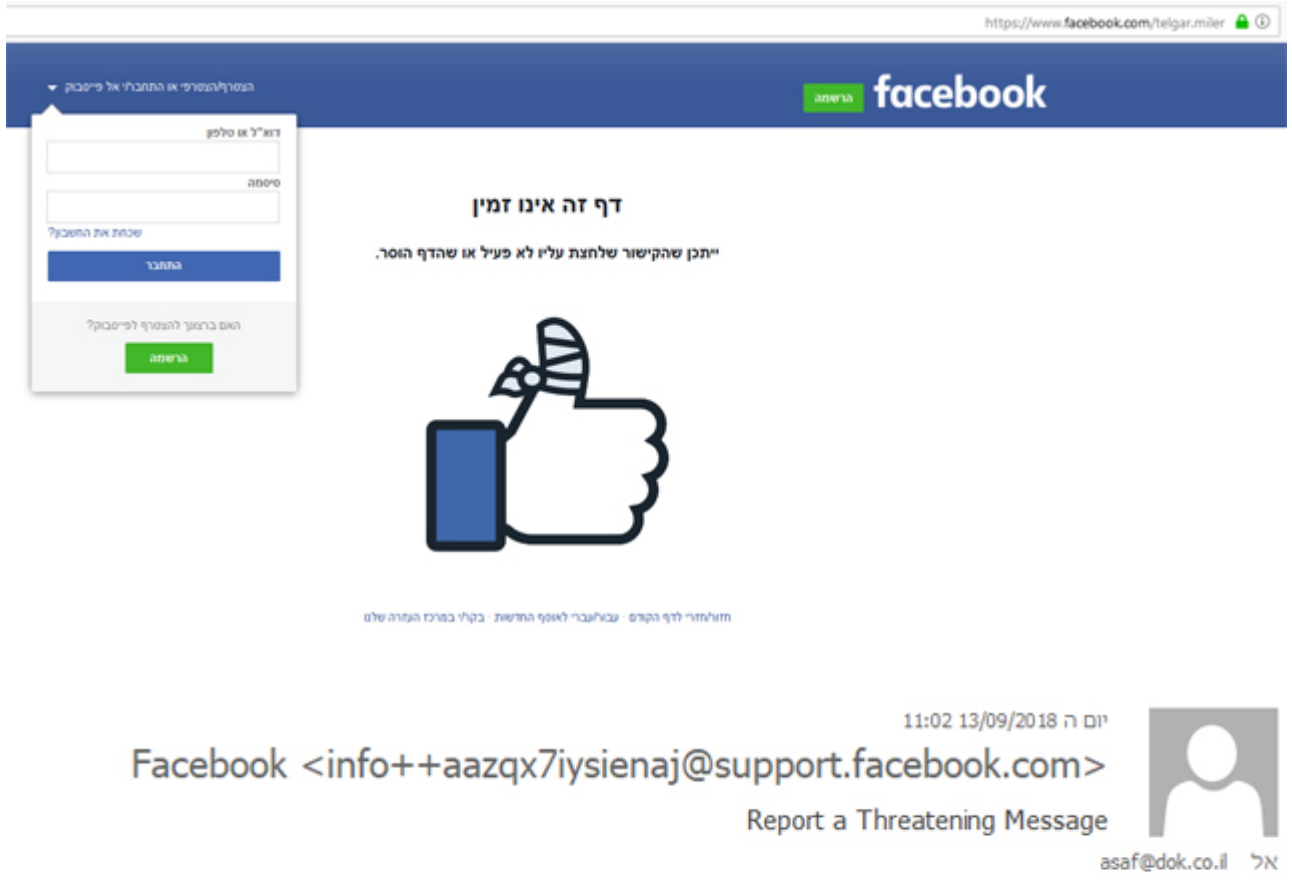 https://www.facebook.com/telgar.miler
facebook הרשמה
הצטרף/הצטרפי או התחבר/י אל פייסבוק
דוא"ל או טלפון
סיסמה
שכחת את החשבון?
התחבר
האם ברצונך להצטרף לפייסבוק?
הרשמה
דף זה אינו זמין
ייתכן שהקישור שלחצת עליו לא פעיל או שהדף הוסר.
חזור/חזרי לדף הקודם · עבור/עברי לאוסף החדשות · בקר/י במרכז העזרה שלנו
יום ה 13/09/2018 11:02
Facebook <info++aazqx7iysienaj@support.facebook.com>
Report a Threatening Message
אל asaf@dok.co.il